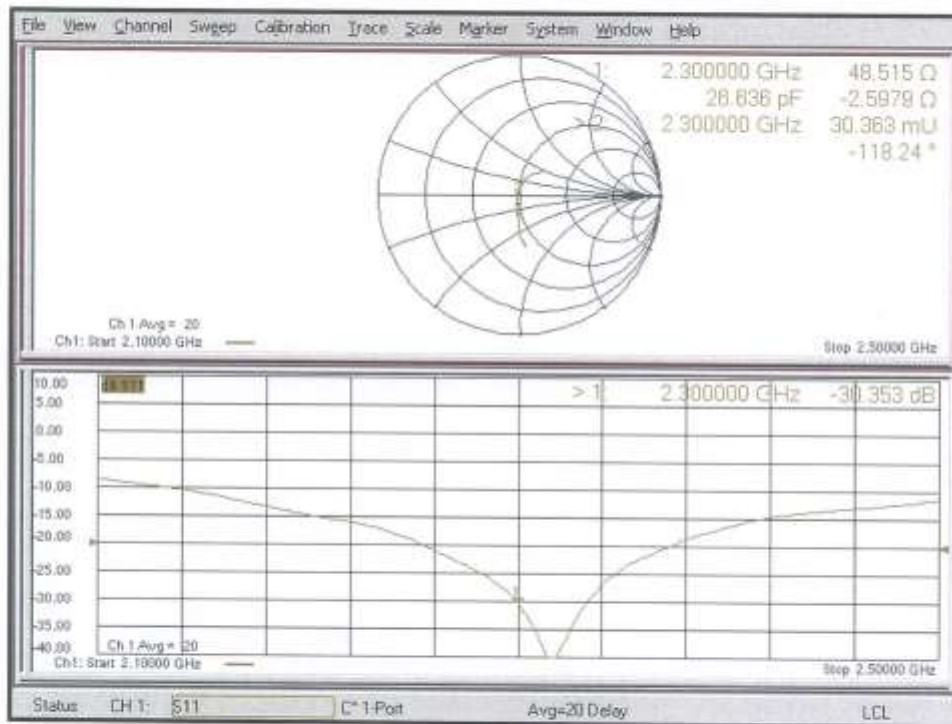 File View Channel Sweep Calibration Trace Scale Marker System Window Help
1: 2.300000 GHz 48.515 Ω
26.636 pF -2.5979 Ω
2.300000 GHz 30.363 mU
-118.24 °
Ch 1 Avg = 20
Ch1: Start 2.10000 GHz
Stop 2.50000 GHz
10.00
> 1: 2.300000 GHz -30.353 dB
5.00
0.00
-5.00
-10.00
-15.00
-20.00
-25.00
-30.00
-35.00
-40.00
Ch 1 Avg = 20
Ch1: Start 2.10000 GHz
Stop 2.50000 GHz
Status CH 1: S11 C* 1-Port Avg=20 Delay LCL